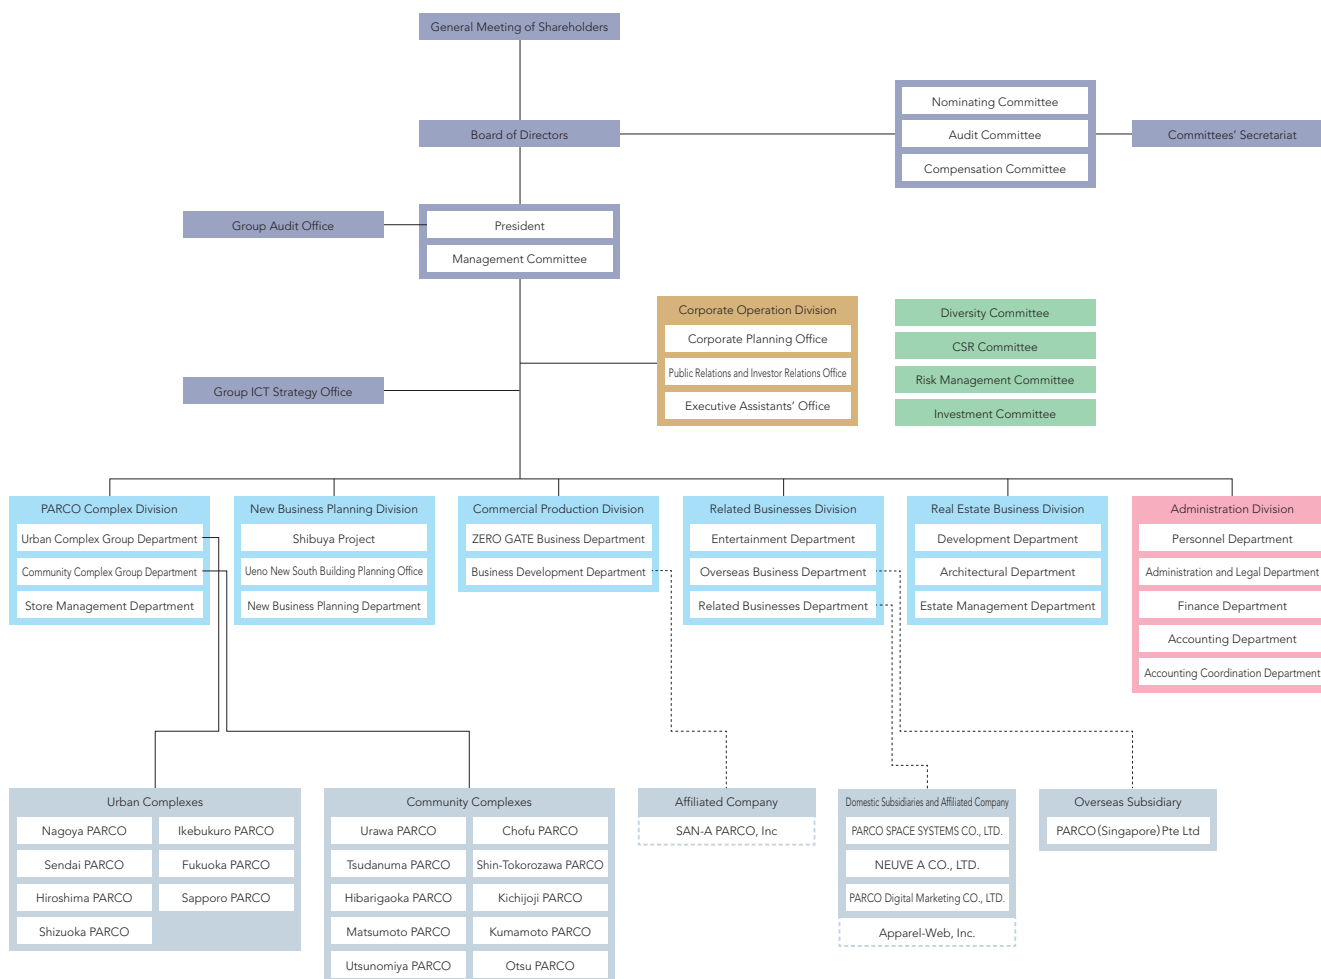 General Meeting of Shareholders
Nominating Committee
Board of Directors
Audit Committee
Committees’ Secretariat
Compensation Committee
Group Audit Office
President
Management Committee
Corporate Operation Division
Corporate Planning Office
Public Relations and Investor Relations Office
Executive Assistants’ Office
Diversity Committee
CSR Committee
Risk Management Committee
Investment Committee
Group ICT Strategy Office
PARCO Complex Division
Urban Complex Group Department
Community Complex Group Department
Store Management Department
New Business Planning Division
Shibuya Project
Ueno New South Building Planning Office
New Business Planning Department
Commercial Production Division
ZERO GATE Business Department
Business Development Department
Related Businesses Division
Entertainment Department
Overseas Business Department
Related Businesses Department
Real Estate Business Division
Development Department
Architectural Department
Estate Management Department
Administration Division
Personnel Department
Administration and Legal Department
Finance Department
Accounting Department
Accounting Coordination Department
Urban Complexes
Nagoya PARCO
Ikebukuro PARCO
Sendai PARCO
Fukuoka PARCO
Hiroshima PARCO
Sapporo PARCO
Shizuoka PARCO
Community Complexes
Urawa PARCO
Chofu PARCO
Tsudanuma PARCO
Shin-Tokorozawa PARCO
Hibarigaoka PARCO
Kichijoji PARCO
Matsumoto PARCO
Kumamoto PARCO
Utsunomiya PARCO
Otsu PARCO
Affiliated Company
SAN-A PARCO, Inc
Domestic Subsidiaries and Affiliated Company
PARCO SPACE SYSTEMS CO., LTD.
NEUVE A CO., LTD.
PARCO Digital Marketing CO., LTD.
Apparel-Web, Inc.
Overseas Subsidiary
PARCO(Singapore)Pte Ltd